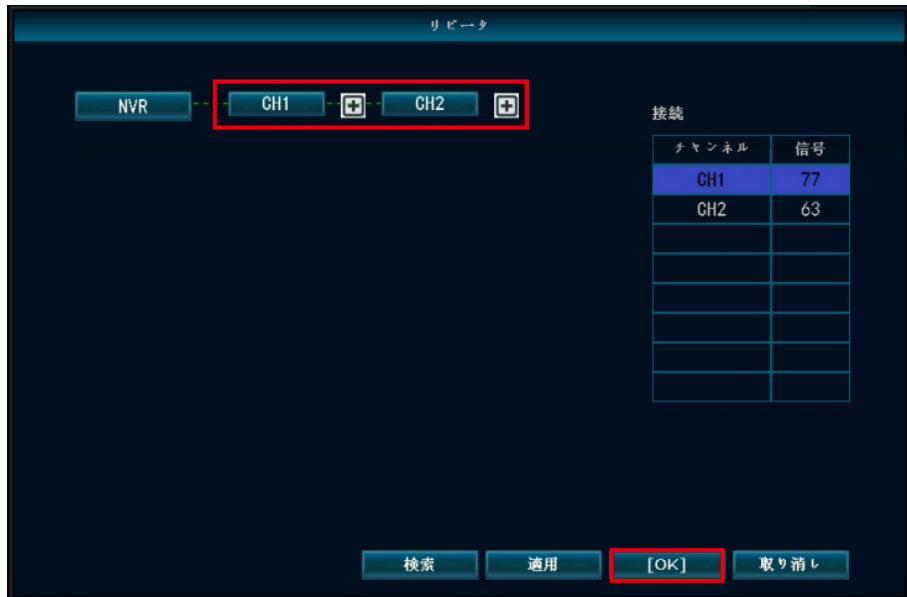 リピータ
NVR CH1 CH2
接続
チャンネル 信号
CH1 77
CH2 63
検索 適用 [OK] 取り消し